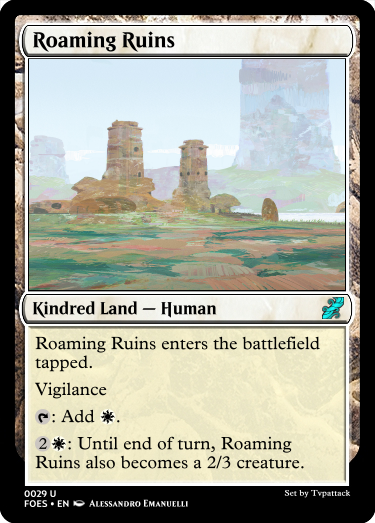 Roaming Ruins
Kindred Land — Human
Roaming Ruins enters the battlefield
tapped.
Vigilance
: Add .
2 : Until end of turn, Roaming
Ruins also becomes a 2/3 creature.
0029 U
FOES • EN Alessandro Emanuelli
Set by Tvpattack